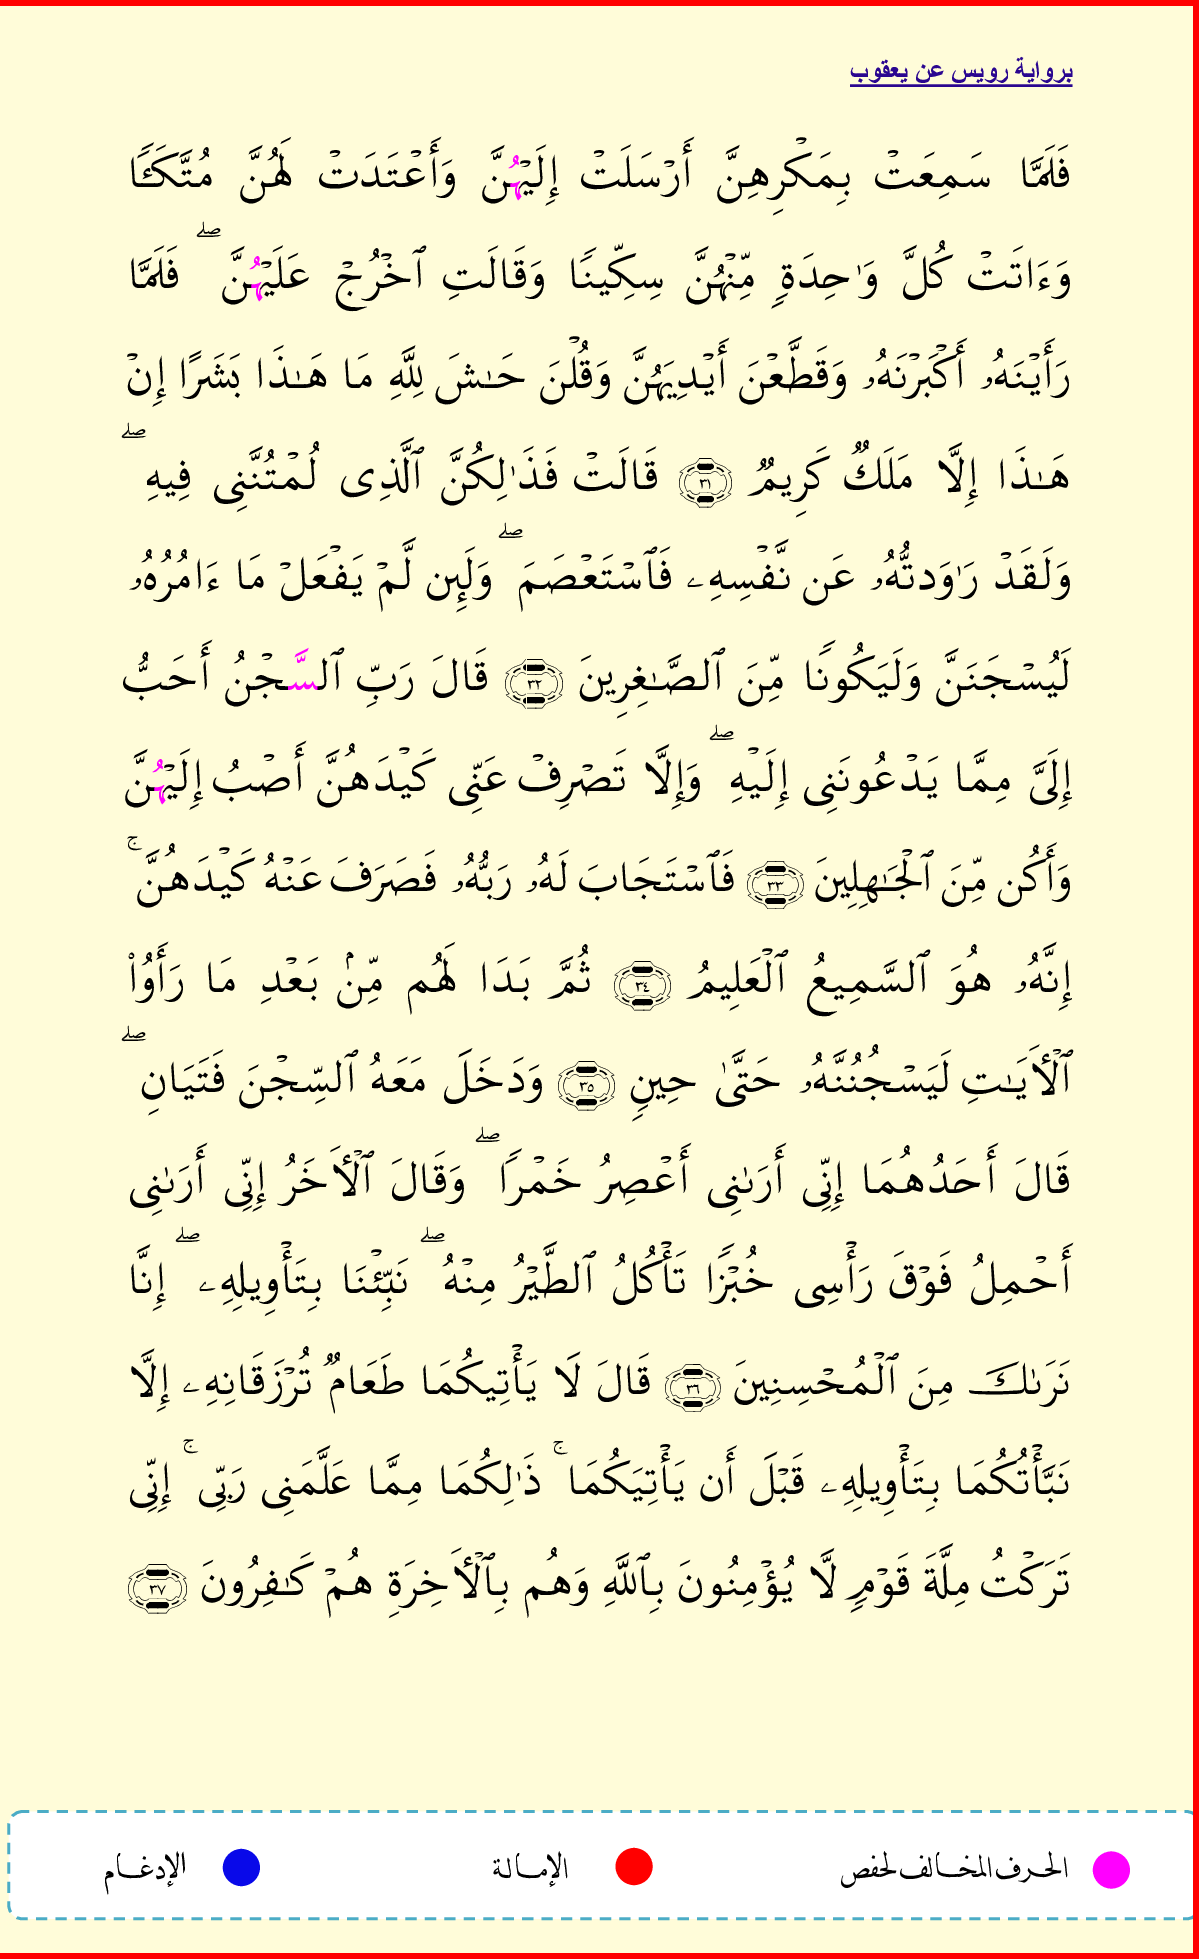 برواية رويس عن يعقوب
فَلَمَّا سَمِعَتْ بِمَكْرِهِنَّ أَرْسَلَتْ إِلَيْهُنَّ وَأَعْتَدَتْ لَهُنَّ مُتَّكَـًٔا
وَءَاتَتْ كُلَّ وَٰحِدَةٍ مِّنْهُنَّ سِكِّينًا وَقَالَتِ ٱخْرُجْ عَلَيْهُنَّ ۖ فَلَمَّا
رَأَيْنَهُۥ أَكْبَرْنَهُۥ وَقَطَّعْنَ أَيْدِيَهُنَّ وَقُلْنَ حَـٰشَ لِلَّهِ مَا هَـٰذَا بَشَرًا إِنْ
هَـٰذَا إِلَّا مَلَكٌ كَرِيمٌ ٣١ قَالَتْ فَذَٰلِكُنَّ ٱلَّذِى لُمْتُنَّنِى فِيهِ ۖ
وَلَقَدْ رَٰوَدتُّهُۥ عَن نَّفْسِهِۦ فَٱسْتَعْصَمَ ۖ وَلَئِن لَّمْ يَفْعَلْ مَا ءَامُرُهُۥ
لَيُسْجَنَنَّ وَلَيَكُونًا مِّنَ ٱلصَّـٰغِرِينَ ٣٢ قَالَ رَبِّ ٱلسَّجْنُ أَحَبُّ
إِلَىَّ مِمَّا يَدْعُونَنِى إِلَيْهِ ۖ وَإِلَّا تَصْرِفْ عَنِّى كَيْدَهُنَّ أَصْبُ إِلَيْهُنَّ
وَأَكُن مِّنَ ٱلْجَـٰهِلِينَ ٣٣ فَٱسْتَجَابَ لَهُۥ رَبُّهُۥ فَصَرَفَ عَنْهُ كَيْدَهُنَّ ۚ
إِنَّهُۥ هُوَ ٱلسَّمِيعُ ٱلْعَلِيمُ ٣٤ ثُمَّ بَدَا لَهُم مِّنۢ بَعْدِ مَا رَأَوُا۟
ٱلْأَيَـٰتِ لَيَسْجُنُنَّهُۥ حَتَّىٰ حِينٍ ٣٥ وَدَخَلَ مَعَهُ ٱلسِّجْنَ فَتَيَانِ ۖ
قَالَ أَحَدُهُمَا إِنِّى أَرَىٰنِى أَعْصِرُ خَمْرًا ۖ وَقَالَ ٱلْأَخَرُ إِنِّى أَرَىٰنِى
أَحْمِلُ فَوْقَ رَأْسِى خُبْزًا تَأْكُلُ ٱلطَّيْرُ مِنْهُ ۖ نَبِّئْنَا بِتَأْوِيلِهِۦ ۖ إِنَّا
نَرَىٰكَ مِنَ ٱلْمُحْسِنِينَ ٣٦ قَالَ لَا يَأْتِيكُمَا طَعَامٌ تُرْزَقَانِهِۦ إِلَّا
نَبَّأْتُكُمَا بِتَأْوِيلِهِۦ قَبْلَ أَن يَأْتِيَكُمَا ۚ ذَٰلِكُمَا مِمَّا عَلَّمَنِى رَبِّى ۚ إِنِّى
تَرَكْتُ مِلَّةَ قَوْمٍ لَّا يُؤْمِنُونَ بِٱللَّهِ وَهُم بِٱلْأَخِرَةِ هُمْ كَـٰفِرُونَ ٣٧
الحرف المخالف لحفص الإمالة الإدغام